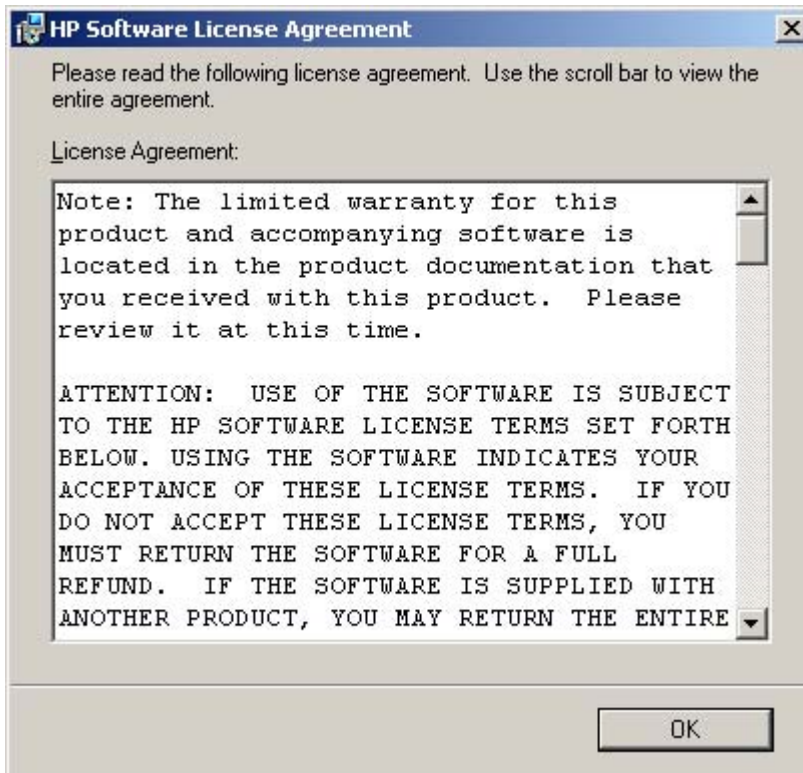 HP Software License Agreement
Please read the following license agreement.  Use the scroll bar to view the
entire agreement.
License Agreement:
Note: The limited warranty for this
product and accompanying software is
located in the product documentation that
you received with this product.  Please
review it at this time.
ATTENTION:  USE OF THE SOFTWARE IS SUBJECT
TO THE HP SOFTWARE LICENSE TERMS SET FORTH
BELOW. USING THE SOFTWARE INDICATES YOUR
ACCEPTANCE OF THESE LICENSE TERMS.  IF YOU
DO NOT ACCEPT THESE LICENSE TERMS, YOU
MUST RETURN THE SOFTWARE FOR A FULL
REFUND.  IF THE SOFTWARE IS SUPPLIED WITH
ANOTHER PRODUCT, YOU MAY RETURN THE ENTIRE
OK